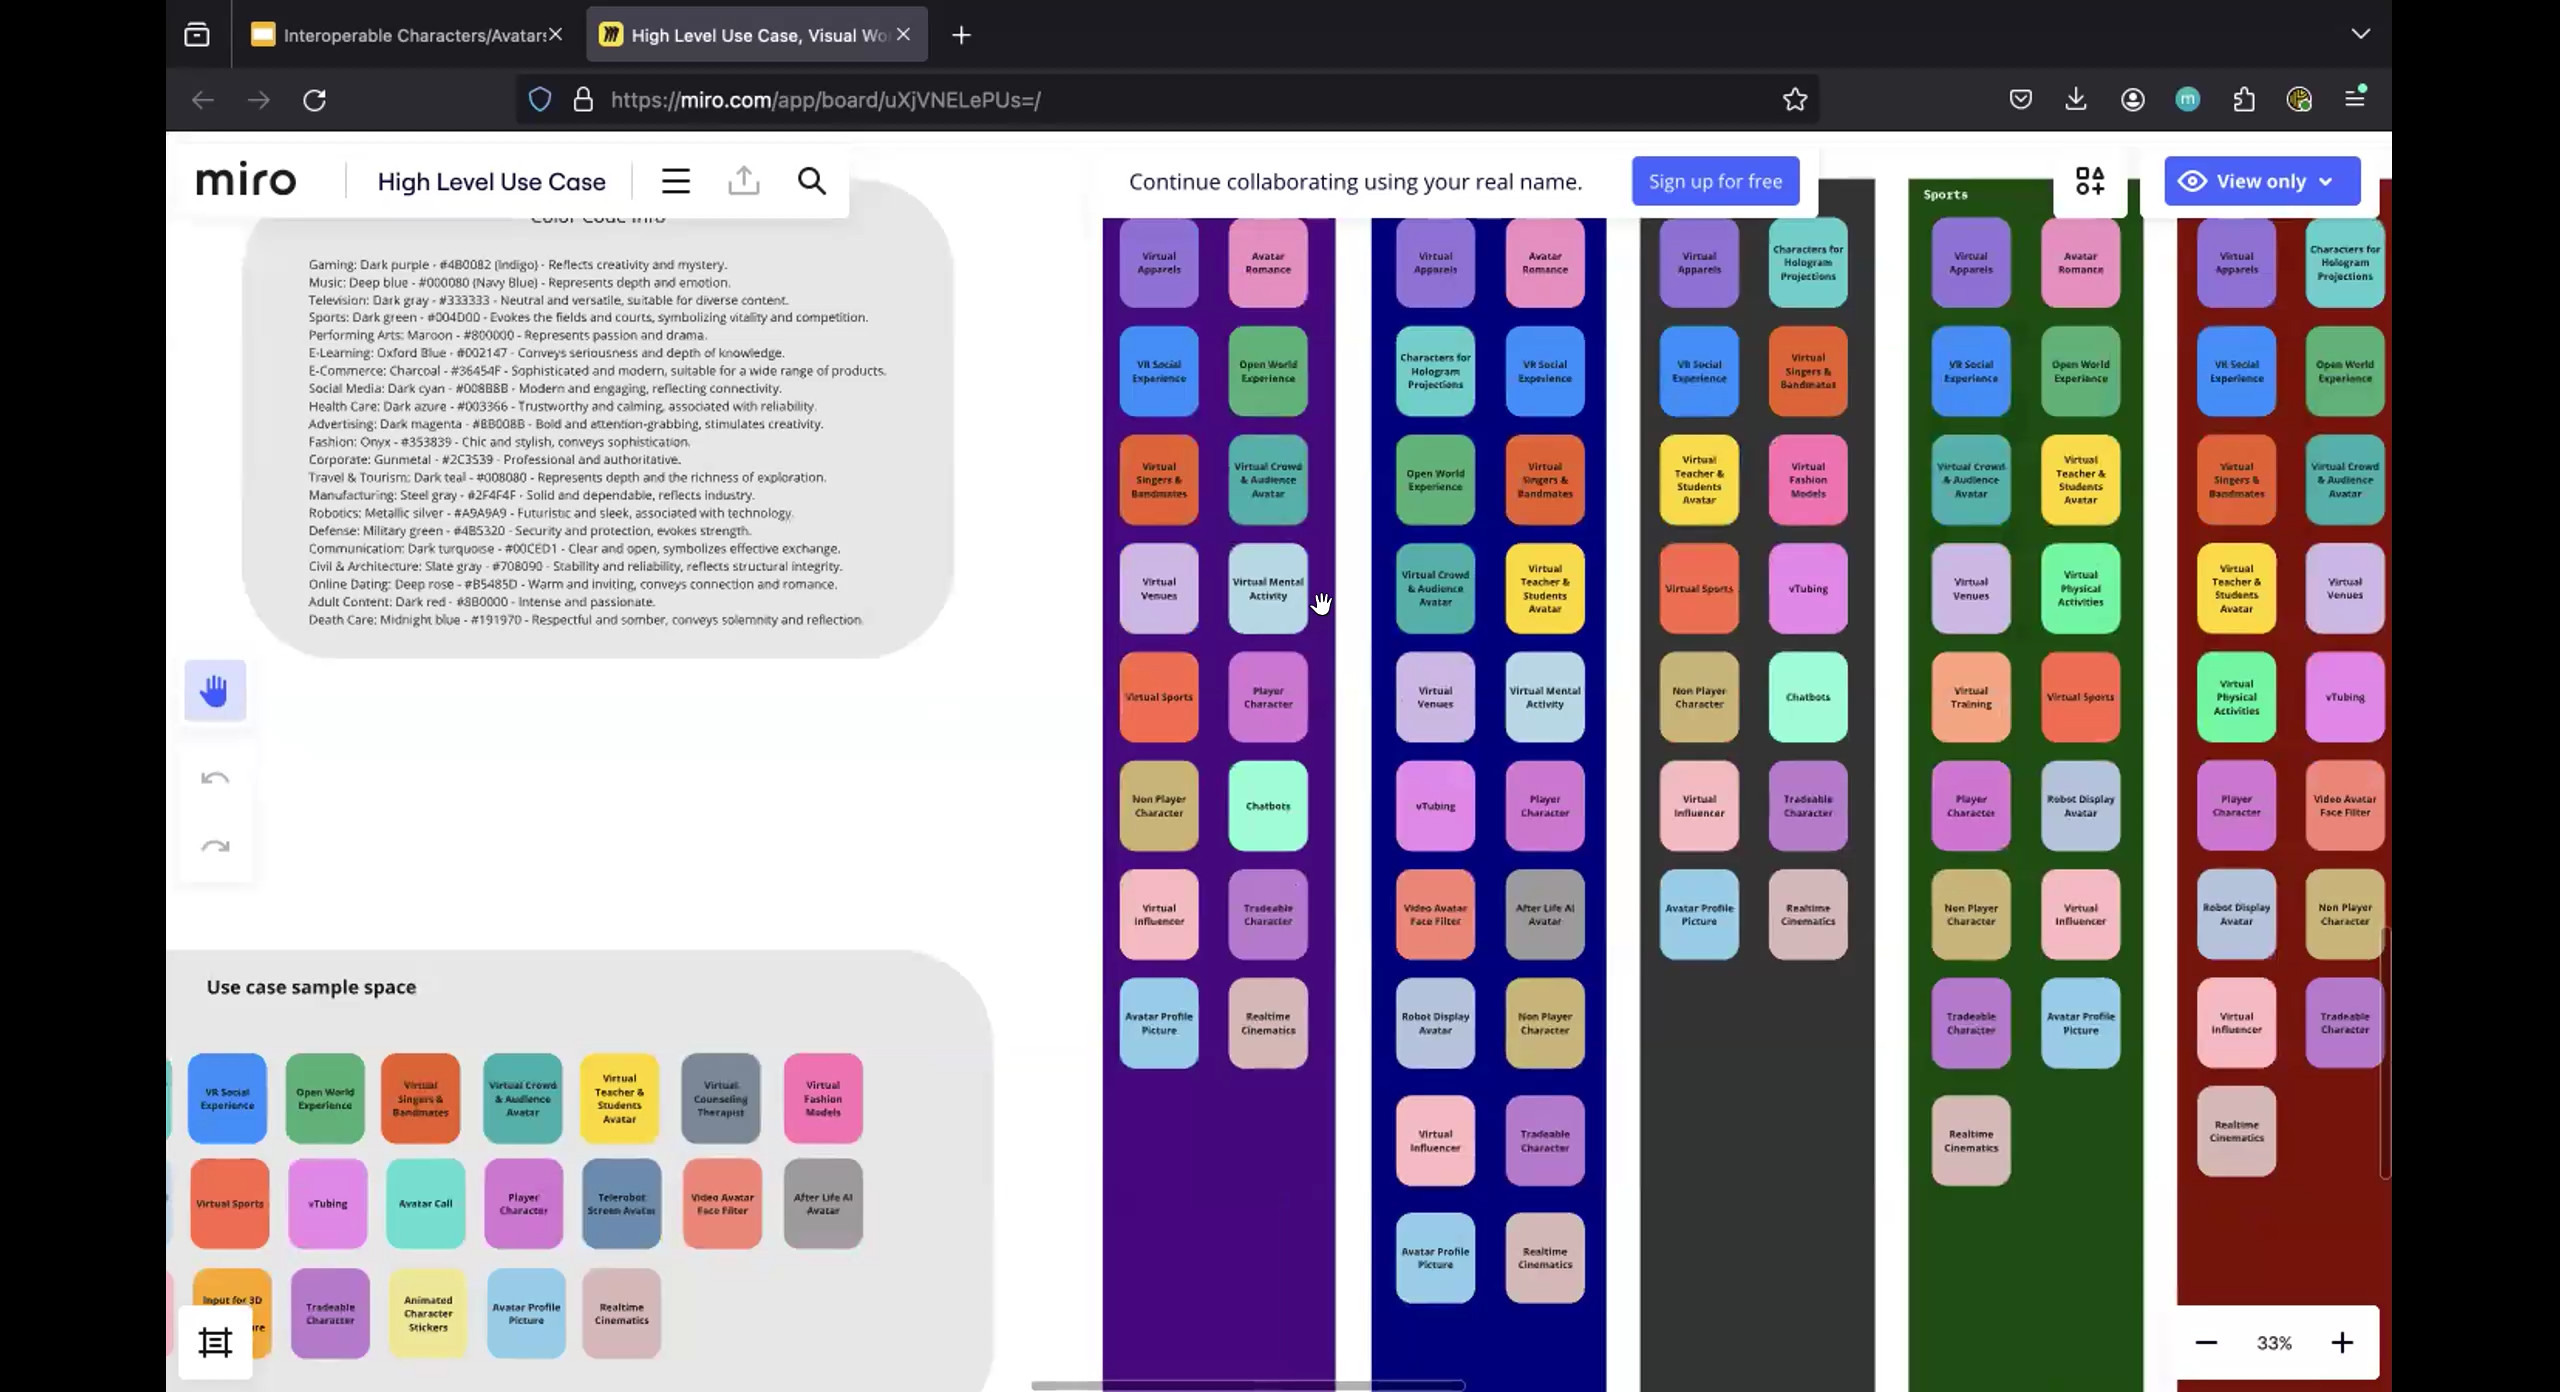 Interoperable Characters/Avatars
High Level Use Case, Visual Wo
https://miro.com/app/board/uXjVNELePUs=/
m
miro
High Level Use Case
Continue collaborating using your real name.
Sign up for free
View only
Color Code Info
Gaming: Dark purple - #4B0082 (Indigo) - Reflects creativity and mystery.
Music: Deep blue - #000080 (Navy Blue) - Represents depth and emotion.
Television: Dark gray - #333333 - Neutral and versatile, suitable for diverse content.
Sports: Dark green - #004D00 - Evokes the fields and courts, symbolizing vitality and competition.
Performing Arts: Maroon - #800000 - Represents passion and drama.
E-Learning: Oxford Blue - #002147 - Conveys seriousness and depth of knowledge.
E-Commerce: Charcoal - #36454F - Sophisticated and modern, suitable for a wide range of products.
Social Media: Dark cyan - #008B8B - Modern and engaging, reflecting connectivity.
Health Care: Dark azure - #003366 - Trustworthy and calming, associated with reliability.
Advertising: Dark magenta - #8B008B - Bold and attention-grabbing, stimulates creativity.
Fashion: Onyx - #353839 - Chic and stylish, conveys sophistication.
Corporate: Gunmetal - #2C3539 - Professional and authoritative.
Travel & Tourism: Dark teal - #008080 - Represents depth and the richness of exploration.
Manufacturing: Steel gray - #2F4F4F - Solid and dependable, reflects industry.
Robotics: Metallic silver - #A9A9A9 - Futuristic and sleek, associated with technology.
Defense: Military green - #4B5320 - Security and protection, evokes strength.
Communication: Dark turquoise - #00CED1 - Clear and open, symbolizes effective exchange.
Civil & Architecture: Slate gray - #708090 - Stability and reliability, reflects structural integrity.
Online Dating: Deep rose - #B5485D - Warm and inviting, conveys connection and romance.
Adult Content: Dark red - #8B0000 - Intense and passionate.
Death Care: Midnight blue - #191970 - Respectful and somber, conveys solemnity and reflection.
Use case sample space
VR Social
Experience
Open World
Experience
Virtual
Singers &
Bandmates
Virtual Crowd
& Audience
Avatar
Virtual
Teacher &
Students
Avatar
Virtual
Counseling
Therapist
Virtual
Fashion
Models
Virtual Sports
vTubing
Avatar Call
Player
Character
Telerobot
Screen Avatar
Video Avatar
Face Filter
After Life AI
Avatar
Input for 3D
re
Tradeable
Character
Animated
Character
Stickers
Avatar Profile
Picture
Realtime
Cinematics
Virtual
Apparels
Avatar
Romance
VR Social
Experience
Open World
Experience
Virtual
Singers &
Bandmates
Virtual Crowd
& Audience
Avatar
Virtual
Venues
Virtual Mental
Activity
Virtual Sports
Player
Character
Non Player
Character
Chatbots
Virtual
Influencer
Tradeable
Character
Avatar Profile
Picture
Realtime
Cinematics
Virtual
Apparels
Avatar
Romance
Characters for
Hologram
Projections
VR Social
Experience
Open World
Experience
Virtual
Singers &
Bandmates
Virtual Crowd
& Audience
Avatar
Virtual
Teacher &
Students
Avatar
Virtual
Venues
Virtual Mental
Activity
vTubing
Player
Character
Video Avatar
Face Filter
After Life AI
Avatar
Robot Display
Avatar
Non Player
Character
Virtual
Influencer
Tradeable
Character
Avatar Profile
Picture
Realtime
Cinematics
Virtual
Apparels
Characters for
Hologram
Projections
VR Social
Experience
Virtual
Singers &
Bandmates
Virtual
Teacher &
Students
Avatar
Virtual
Fashion
Models
Virtual Sports
vTubing
Non Player
Character
Chatbots
Virtual
Influencer
Tradeable
Character
Avatar Profile
Picture
Realtime
Cinematics
Sports
Virtual
Apparels
Avatar
Romance
VR Social
Experience
Open World
Experience
Virtual Crowd
& Audience
Avatar
Virtual
Teacher &
Students
Avatar
Virtual
Venues
Virtual
Physical
Activities
Virtual
Training
Virtual Sports
Player
Character
Robot Display
Avatar
Non Player
Character
Virtual
Influencer
Tradeable
Character
Avatar Profile
Picture
Realtime
Cinematics
Virtual
Apparels
Characters for
Hologram
Projections
VR Social
Experience
Open World
Experience
Virtual
Singers &
Bandmates
Virtual Crowd
& Audience
Avatar
Virtual
Teacher &
Students
Avatar
Virtual
Venues
Virtual
Physical
Activities
vTubing
Player
Character
Video Avatar
Face Filter
Robot Display
Avatar
Non Player
Character
Virtual
Influencer
Tradeable
Character
Realtime
Cinematics
33%